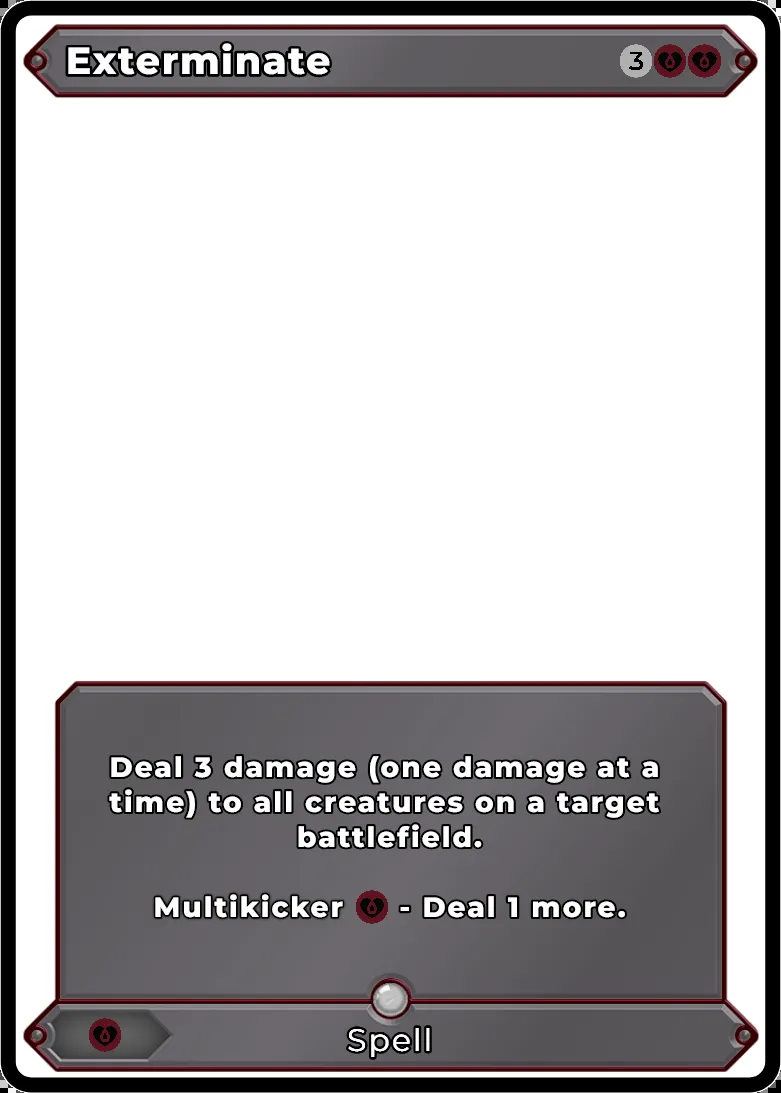 Exterminate 3
Deal 3 damage (one damage at a
time) to all creatures on a target
battlefield.
Multikicker - Deal 1 more.
Spell